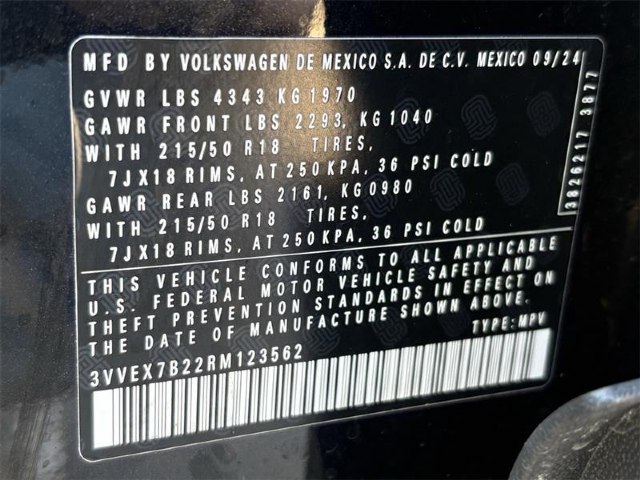 MFD BY VOLKSWAGEN DE MEXICO S.A. DE C.V. MEXICO 09/24
GVWR LBS 4343 KG 1970
GAWR FRONT LBS 2293, KG 1040
WITH 215/50 R18 TIRES,
7JX18 RIMS, AT 250 KPA, 36 PSI COLD
GAWR REAR LBS 2161, KG 0980
WITH 215/50 R18 TIRES,
7JX18 RIMS, AT 250 KPA, 36 PSI COLD
THIS VEHICLE CONFORMS TO ALL APPLICABLE
U.S. FEDERAL MOTOR VEHICLE SAFETY AND
THEFT PREVENTION STANDARDS IN EFFECT ON
THE DATE OF MANUFACTURE SHOWN ABOVE.
TYPE: MPV
3VVEX7B22RM123562
3826217 3877